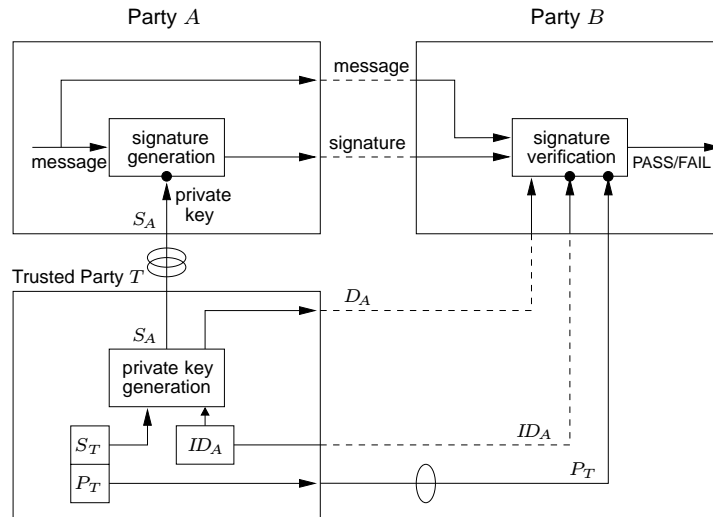 Party A
Party B
message
signature generation
message
signature
signature verification
PASS/FAIL
private key
S_A
Trusted Party T
S_A
D_A
private key generation
S_T
ID_A
ID_A
P_T
P_T